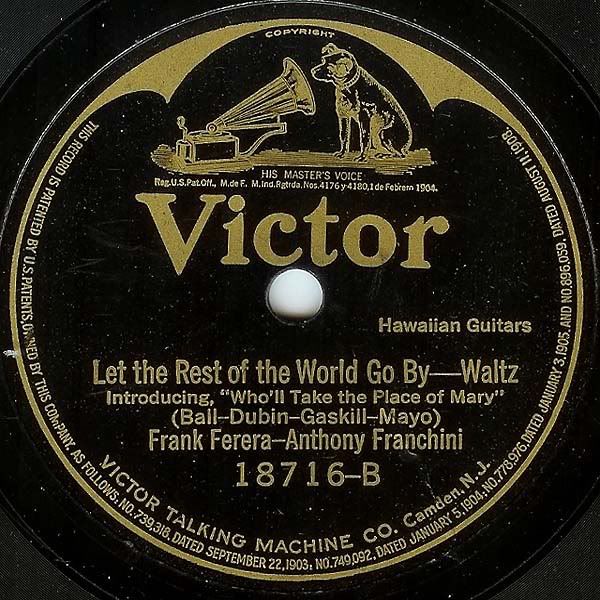 COPYRIGHT
HIS MASTER'S VOICE
Reg.U.S.Pat.Off., M.de F. M.Ind.Rgtrda.Nos.4176 y 4180,1 de Febrero 1904.
Victor
Hawaiian Guitars
Let the Rest of the World Go By—Waltz
Introducing, "Who'll Take the Place of Mary"
(Ball-Dubin-Gaskill-Mayo)
Frank Ferera-Anthony Franchini
18716-B
VICTOR TALKING MACHINE CO. Camden, N.J.
THIS RECORD IS PATENTED BY U.S. PATENTS, OWNED BY THIS COMPANY, AS FOLLOWS: NO. 739,318, DATED SEPTEMBER 22, 1903; NO. 749,092, DATED JANUARY 5, 1904, NO. 778,976, DATED JANUARY 3, 1905, AND NO. 896,059, DATED AUGUST 11, 1908.